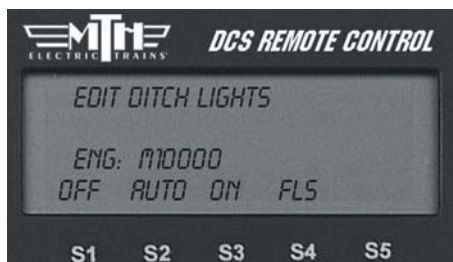 MTH DCS REMOTE CONTROL
ELECTRIC TRAINS
EDIT DITCH LIGHTS
ENG: M10000
OFF AUTO ON FLS
S1 S2 S3 S4 S5